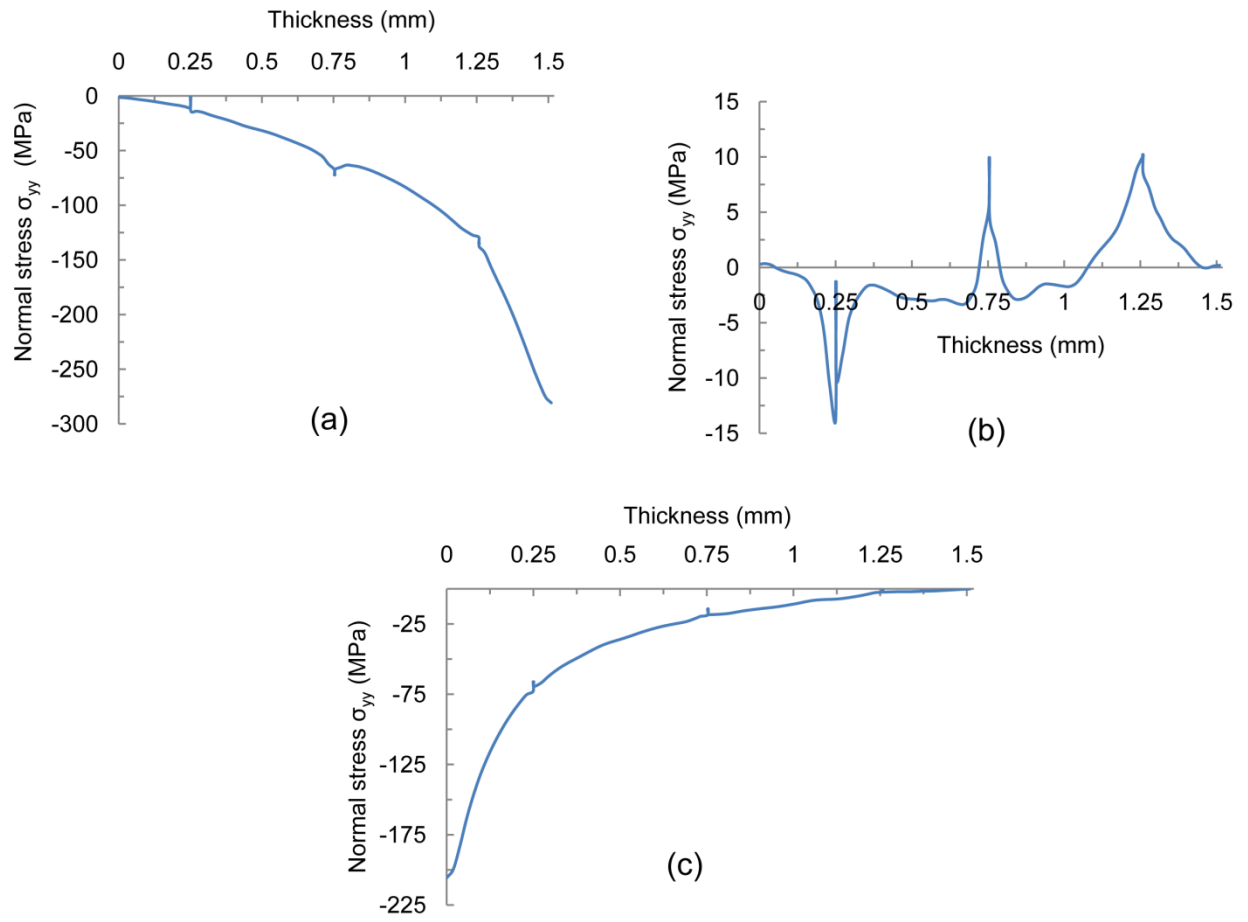 Thickness (mm)
0 0.25 0.5 0.75 1 1.25 1.5
0
-50
-100
-150
-200
-250
-300
Normal stress σyy (MPa)
(a)
15
10
5
0
-5
-10
-15
Normal stress σyy (MPa)
0 0.25 0.5 0.75 1 1.25 1.5
Thickness (mm)
(b)
Thickness (mm)
0 0.25 0.5 0.75 1 1.25 1.5
-25
-75
-125
-175
-225
Normal stress σyy (MPa)
(c)